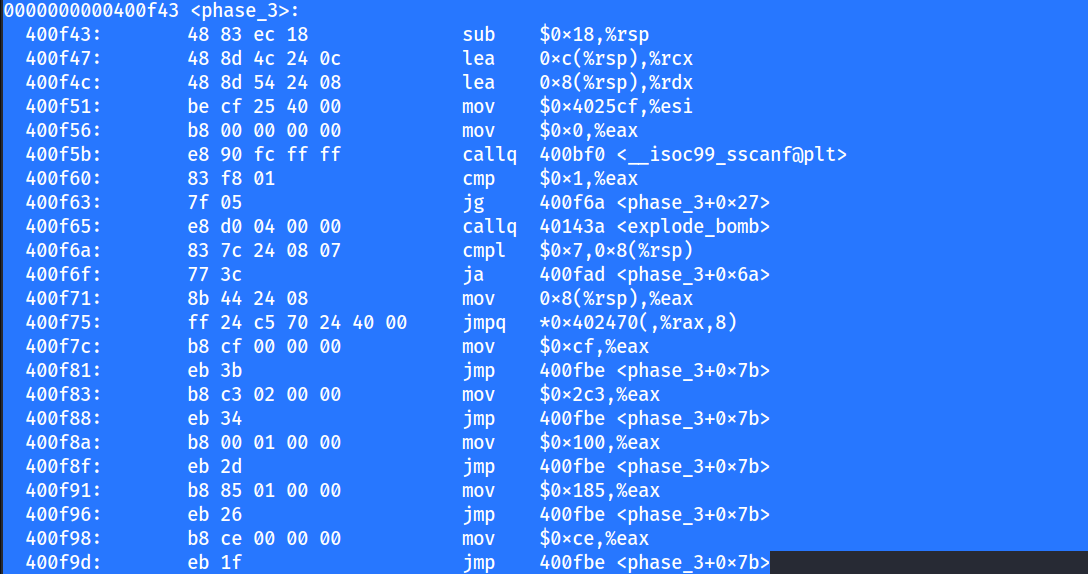 0000000000400f43 <phase_3>:
400f43: 48 83 ec 18 sub $0×18,%rsp
400f47: 48 8d 4c 24 0c lea 0×c(%rsp),%rcx
400f4c: 48 8d 54 24 08 lea 0×8(%rsp),%rdx
400f51: be cf 25 40 00 mov $0×4025cf,%esi
400f56: b8 00 00 00 00 mov $0×0,%eax
400f5b: e8 90 fc ff ff callq 400bf0 <__isoc99_sscanf@plt>
400f60: 83 f8 01 cmp $0×1,%eax
400f63: 7f 05 jg 400f6a <phase_3+0×27>
400f65: e8 d0 04 00 00 callq 40143a <explode_bomb>
400f6a: 83 7c 24 08 07 cmpl $0×7,0×8(%rsp)
400f6f: 77 3c ja 400fad <phase_3+0×6a>
400f71: 8b 44 24 08 mov 0×8(%rsp),%eax
400f75: ff 24 c5 70 24 40 00 jmpq *0×402470(,%rax,8)
400f7c: b8 cf 00 00 00 mov $0×cf,%eax
400f81: eb 3b jmp 400fbe <phase_3+0×7b>
400f83: b8 c3 02 00 00 mov $0×2c3,%eax
400f88: eb 34 jmp 400fbe <phase_3+0×7b>
400f8a: b8 00 01 00 00 mov $0×100,%eax
400f8f: eb 2d jmp 400fbe <phase_3+0×7b>
400f91: b8 85 01 00 00 mov $0×185,%eax
400f96: eb 26 jmp 400fbe <phase_3+0×7b>
400f98: b8 ce 00 00 00 mov $0×ce,%eax
400f9d: eb 1f jmp 400fbe <phase_3+0×7b>